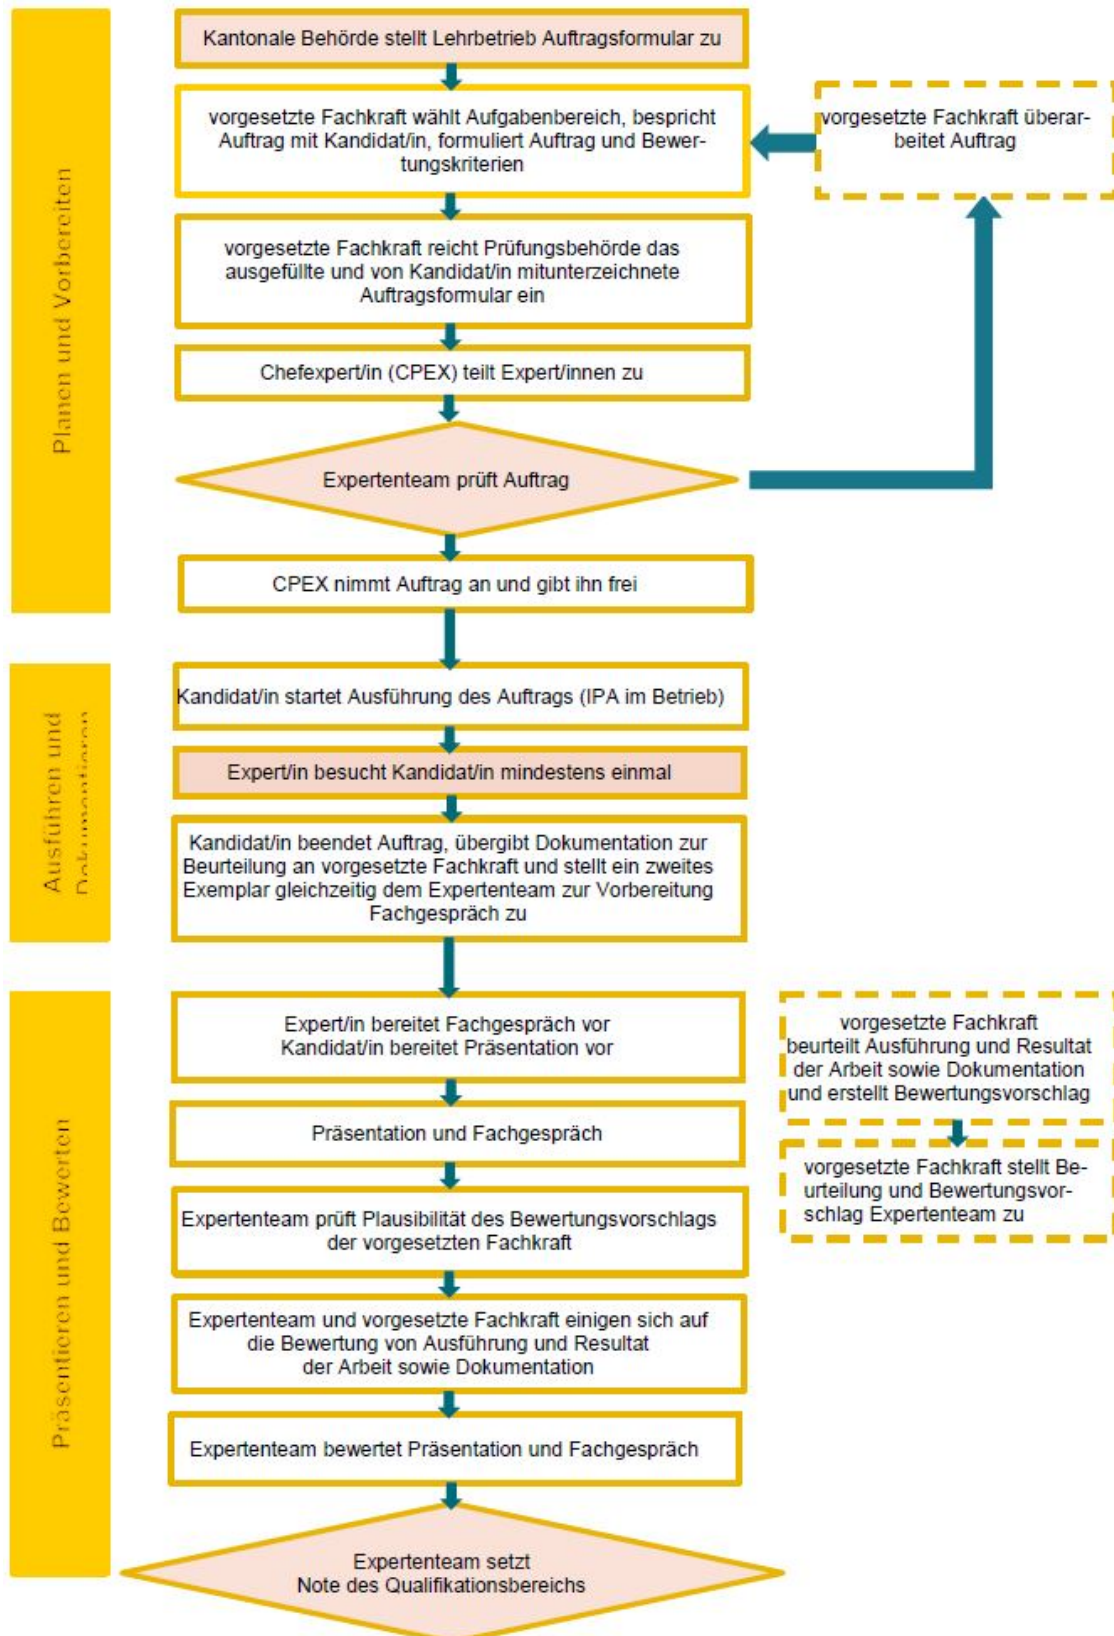 Planen und Vorbereiten
Kantonale Behörde stellt Lehrbetrieb Auftragsformular zu
vorgesetzte Fachkraft wählt Aufgabenbereich, bespricht
Auftrag mit Kandidat/in, formuliert Auftrag und Bewer-
tungskriterien
vorgesetzte Fachkraft überar-
beitet Auftrag
vorgesetzte Fachkraft reicht Prüfungsbehörde das
ausgefüllte und von Kandidat/in mitunterzeichnete
Auftragsformular ein
Chefexpert/in (CPEX) teilt Expert/innen zu
Expertenteam prüft Auftrag
CPEX nimmt Auftrag an und gibt ihn frei
Ausführen und
Dokumentieren
Kandidat/in startet Ausführung des Auftrags (IPA im Betrieb)
Expert/in besucht Kandidat/in mindestens einmal
Kandidat/in beendet Auftrag, übergibt Dokumentation zur
Beurteilung an vorgesetzte Fachkraft und stellt ein zweites
Exemplar gleichzeitig dem Expertenteam zur Vorbereitung
Fachgespräch zu
Präsentieren und Bewerten
Expert/in bereitet Fachgespräch vor
Kandidat/in bereitet Präsentation vor
vorgesetzte Fachkraft
beurteilt Ausführung und Resultat
der Arbeit sowie Dokumentation
und erstellt Bewertungsvorschlag
Präsentation und Fachgespräch
vorgesetzte Fachkraft stellt Be-
urteilung und Bewertungsvor-
schlag Expertenteam zu
Expertenteam prüft Plausibilität des Bewertungsvorschlags
der vorgesetzten Fachkraft
Expertenteam und vorgesetzte Fachkraft einigen sich auf
die Bewertung von Ausführung und Resultat
der Arbeit sowie Dokumentation
Expertenteam bewertet Präsentation und Fachgespräch
Expertenteam setzt
Note des Qualifikationsbereichs